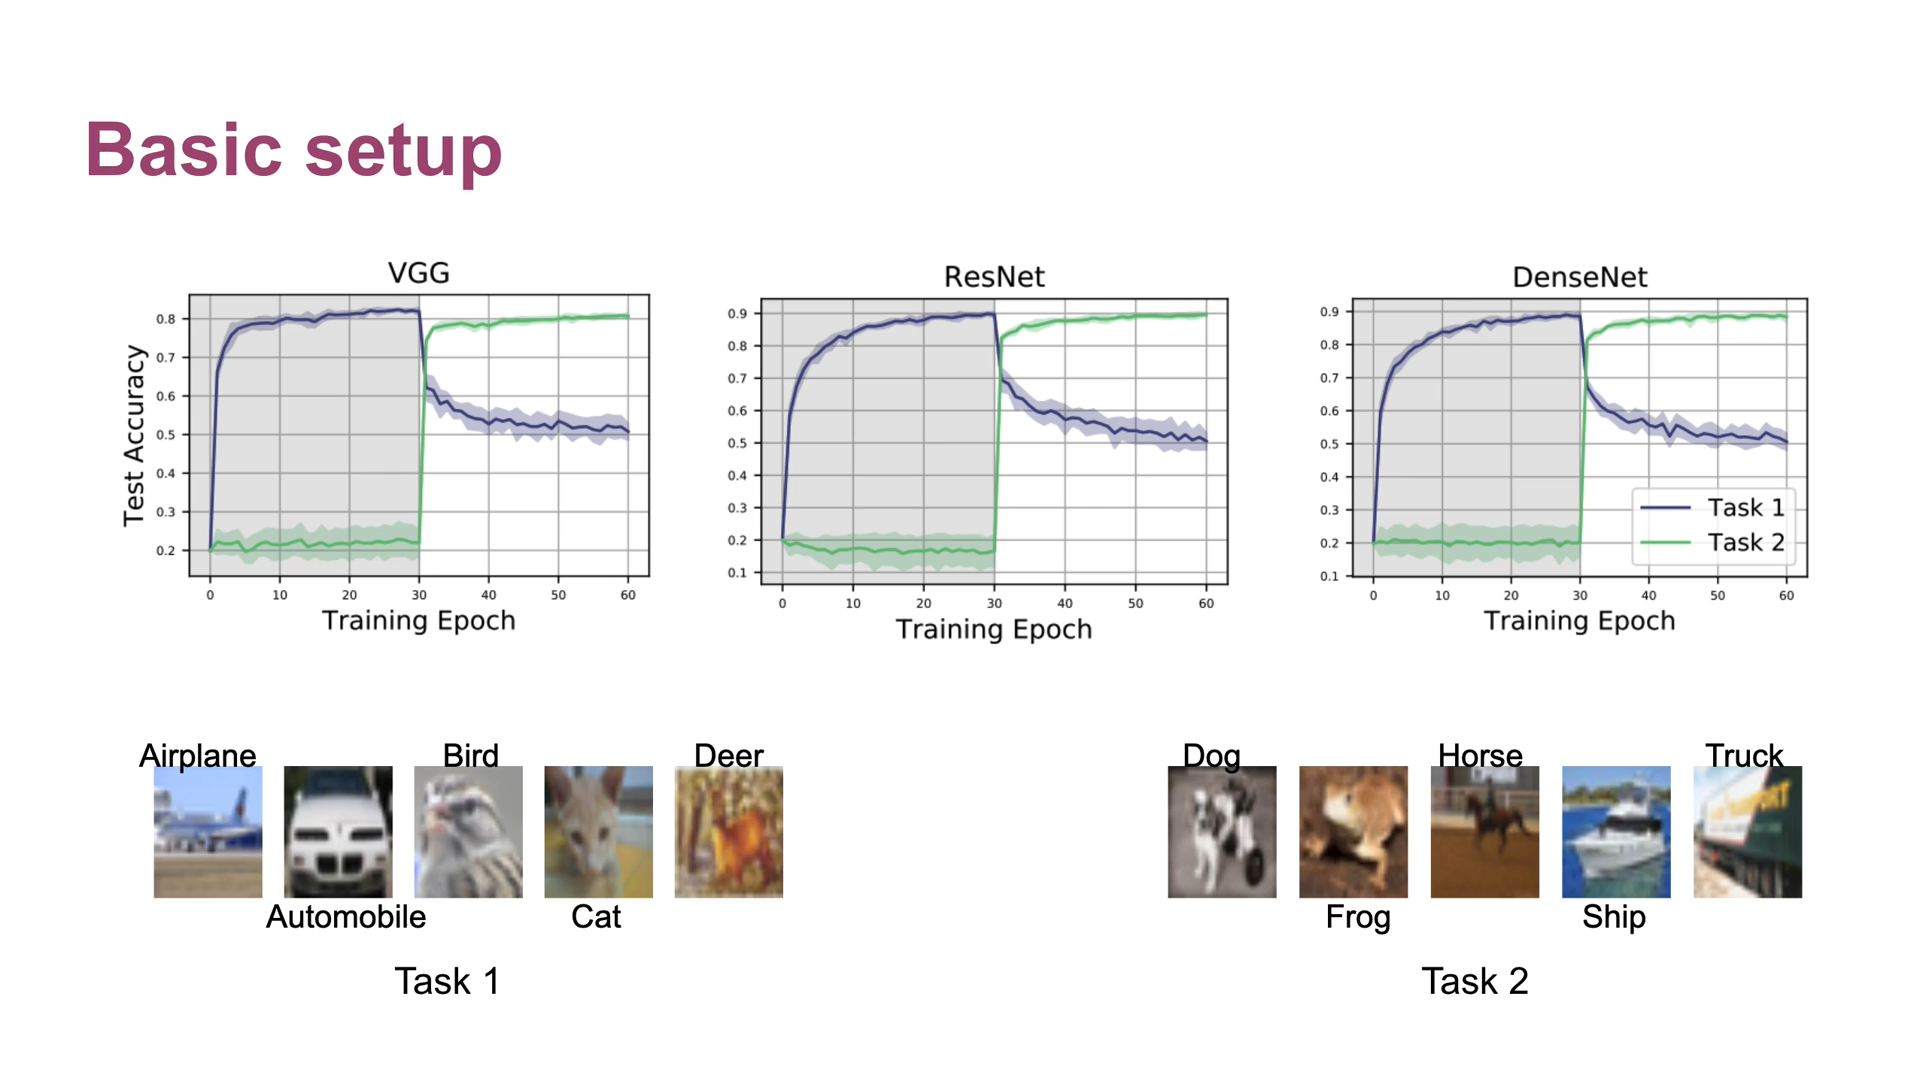 Basic setup
VGG
Test Accuracy
0.8
0.7
0.6
0.5
0.4
0.3
0.2
0 10 20 30 40 50 60
Training Epoch
ResNet
0.9
0.8
0.7
0.6
0.5
0.4
0.3
0.2
0.1
0 10 20 30 40 50 60
Training Epoch
DenseNet
0.9
0.8
0.7
0.6
0.5
0.4
0.3
0.2
0.1
Task 1
Task 2
0 10 20 30 40 50 60
Training Epoch
Airplane Bird Deer
Automobile Cat
Task 1
Dog Horse Truck
Frog Ship
Task 2